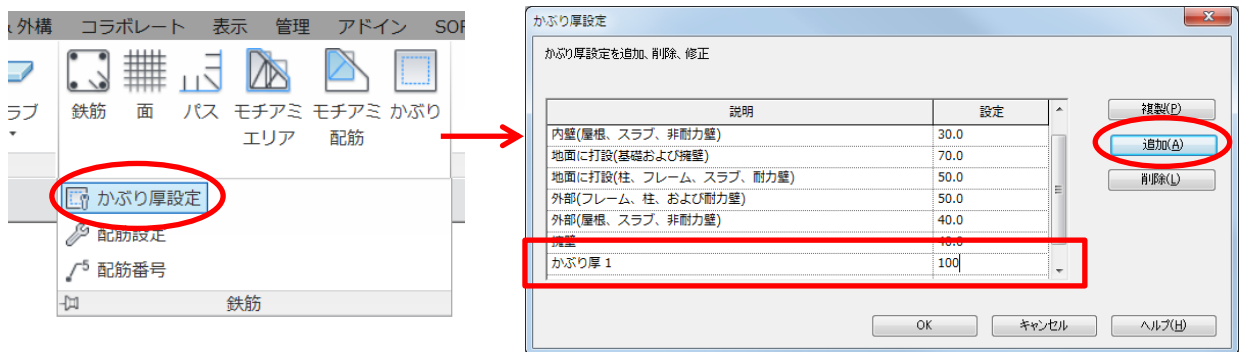 外構 コラボレート 表示 管理 アドイン SOF
ラブ 鉄筋 面 パス モチアミ モチアミ かぶり
エリア 配筋
かぶり厚設定
配筋設定
配筋番号
鉄筋
かぶり厚設定
かぶり厚設定を追加、削除、修正
説明 設定
内壁(屋根、スラブ、非耐力壁) 30.0
地面に打設(基礎および擁壁) 70.0
地面に打設(柱、フレーム、スラブ、耐力壁) 50.0
外部(フレーム、柱、および耐力壁) 50.0
外部(屋根、スラブ、非耐力壁) 40.0
擁壁 40.0
かぶり厚 1 100
複製(P)
追加(A)
削除(L)
OK キャンセル ヘルプ(H)